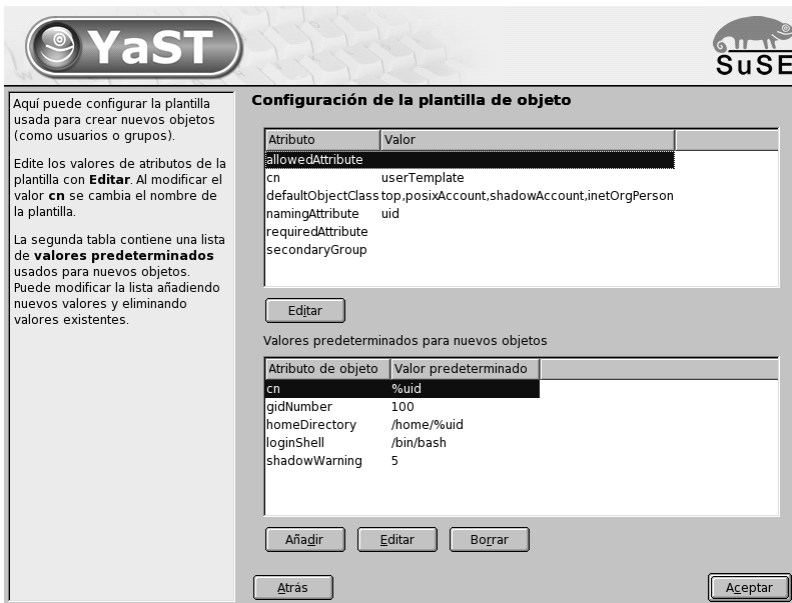 YaST
SuSE
Aquí puede configurar la plantilla
usada para crear nuevos objetos
(como usuarios o grupos).
Edite los valores de atributos de la
plantilla con Editar. Al modificar el
valor cn se cambia el nombre de
la plantilla.
La segunda tabla contiene una lista
de valores predeterminados
usados para nuevos objetos.
Puede modificar la lista añadiendo
nuevos valores y eliminando
valores existentes.
Configuración de la plantilla de objeto
Atributo Valor
allowedAttribute
cn userTemplate
defaultObjectClass top,posixAccount,shadowAccount,inetOrgPerson
namingAttribute uid
requiredAttribute
secondaryGroup
Editar
Valores predeterminados para nuevos objetos
Atributo de objeto Valor predeterminado
cn %uid
gidNumber 100
homeDirectory /home/%uid
loginShell /bin/bash
shadowWarning 5
Añadir Editar Borrar
Atrás Aceptar